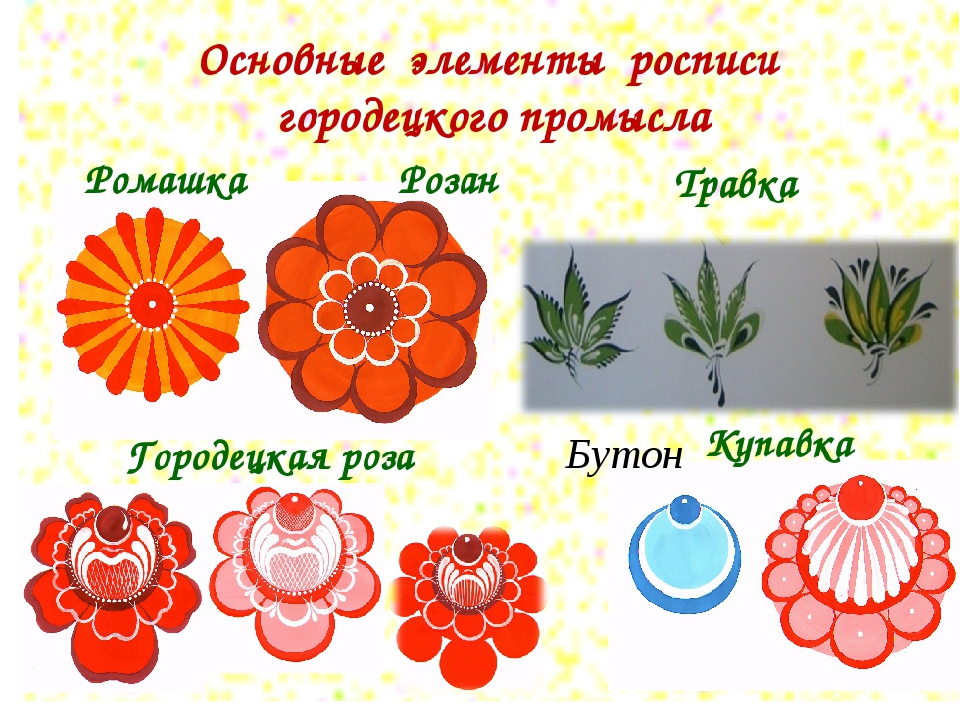 Основные элементы росписи
городецкого промысла
Ромашка
Розан
Травка
Городецкая роза
Бутон
Купавка